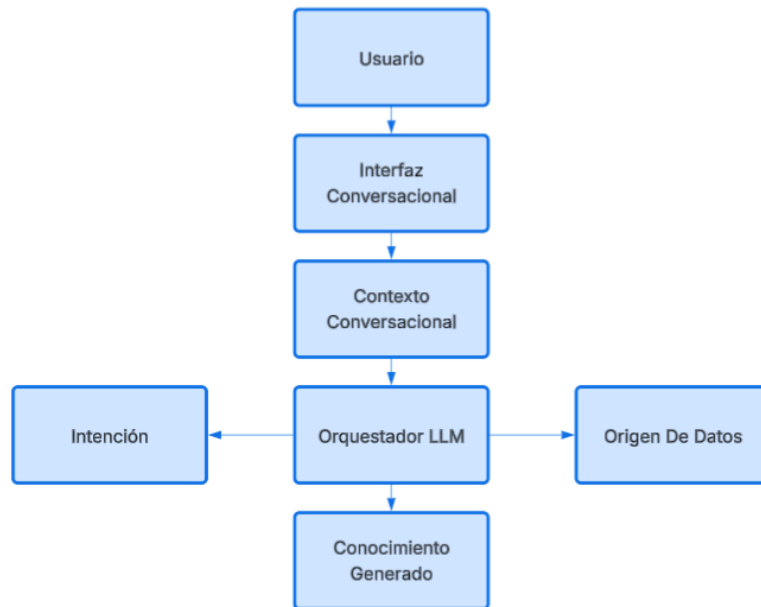 Usuario
Interfaz
Conversacional
Contexto
Conversacional
Intención
Orquestador LLM
Origen De Datos
Conocimiento
Generado